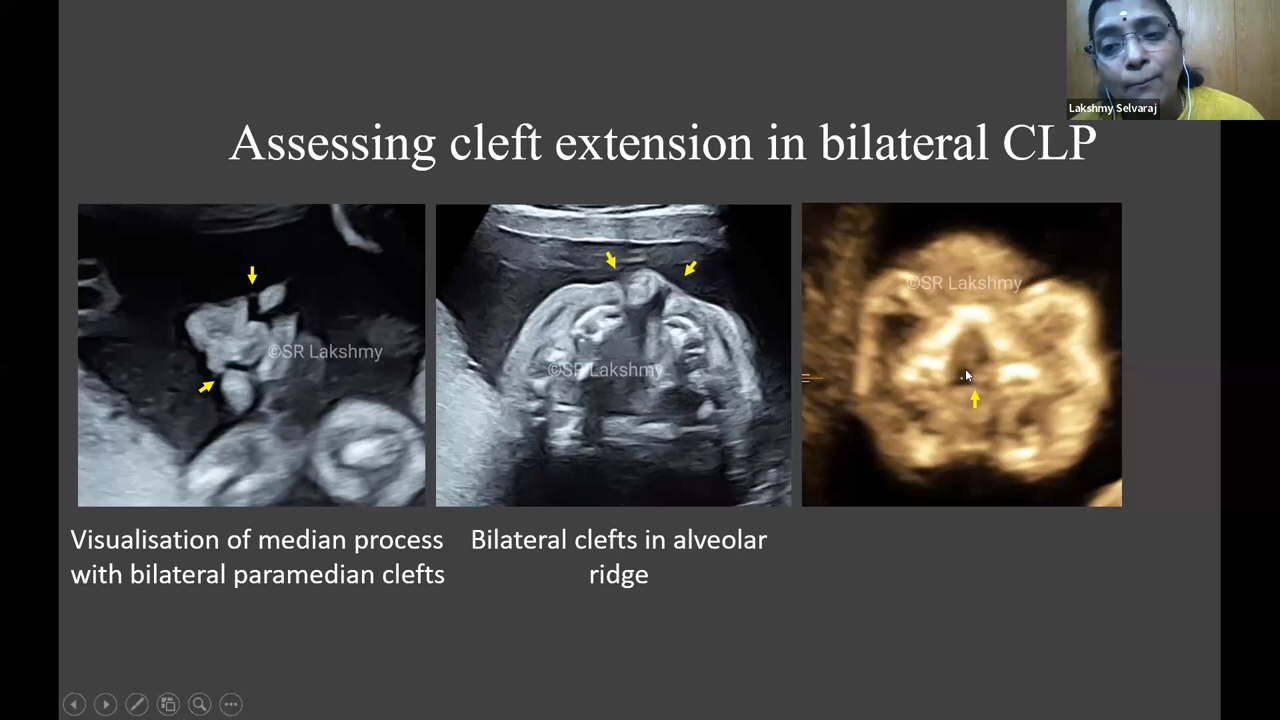 Lakshmy Selvaraj
Assessing cleft extension in bilateral CLP
©SR Lakshmy
©SR Lakshmy
©SR Lakshmy
Visualisation of median process
with bilateral paramedian clefts
Bilateral clefts in alveolar
ridge